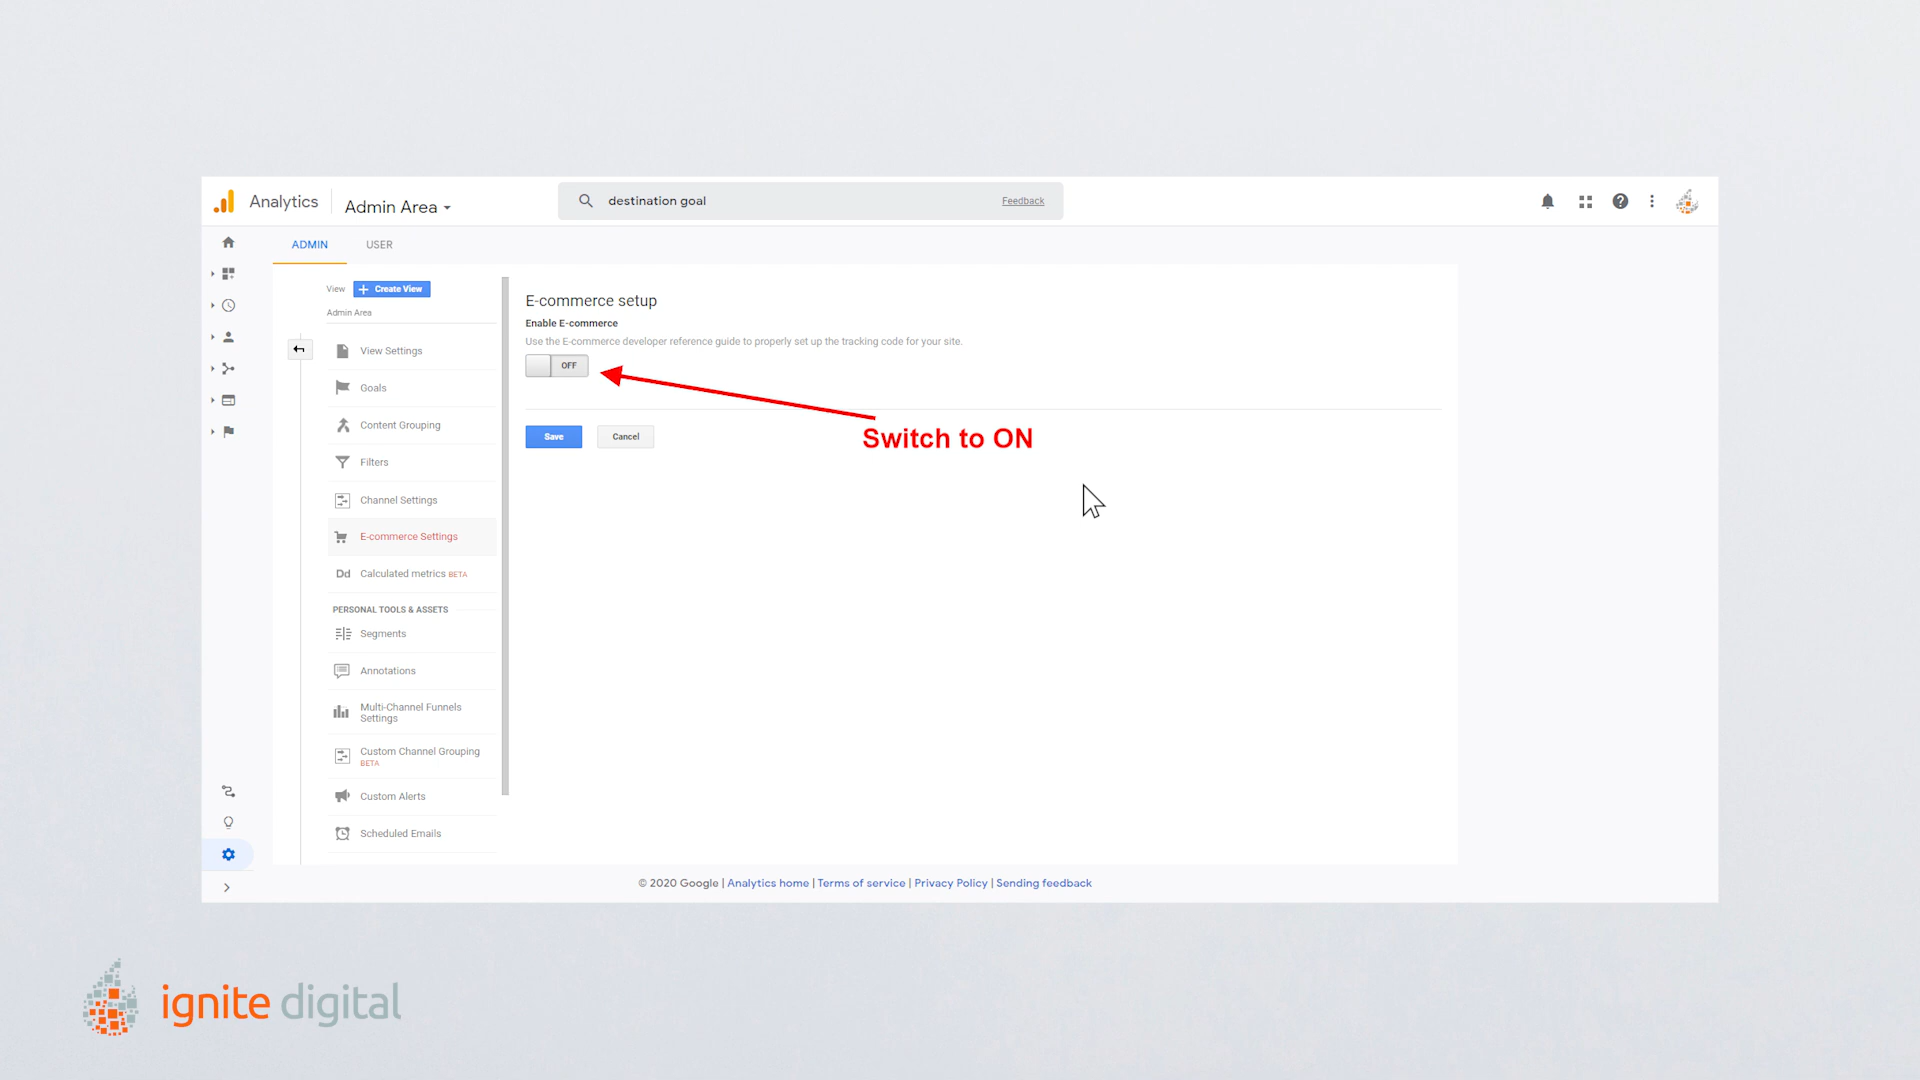 Analytics
Admin Area
destination goal
Feedback
ADMIN
USER
View
Create View
Admin Area
View Settings
Goals
Content Grouping
Filters
Channel Settings
E-commerce Settings
Dd
Calculated metrics BETA
PERSONAL TOOLS & ASSETS
Segments
Annotations
Multi-Channel Funnels
Settings
Custom Channel Grouping
BETA
Custom Alerts
Scheduled Emails
E-commerce setup
Enable E-commerce
Use the E-commerce developer reference guide to properly set up the tracking code for your site.
OFF
Switch to ON
Save
Cancel
© 2020 Google | Analytics home | Terms of service | Privacy Policy | Sending feedback
ignite digital